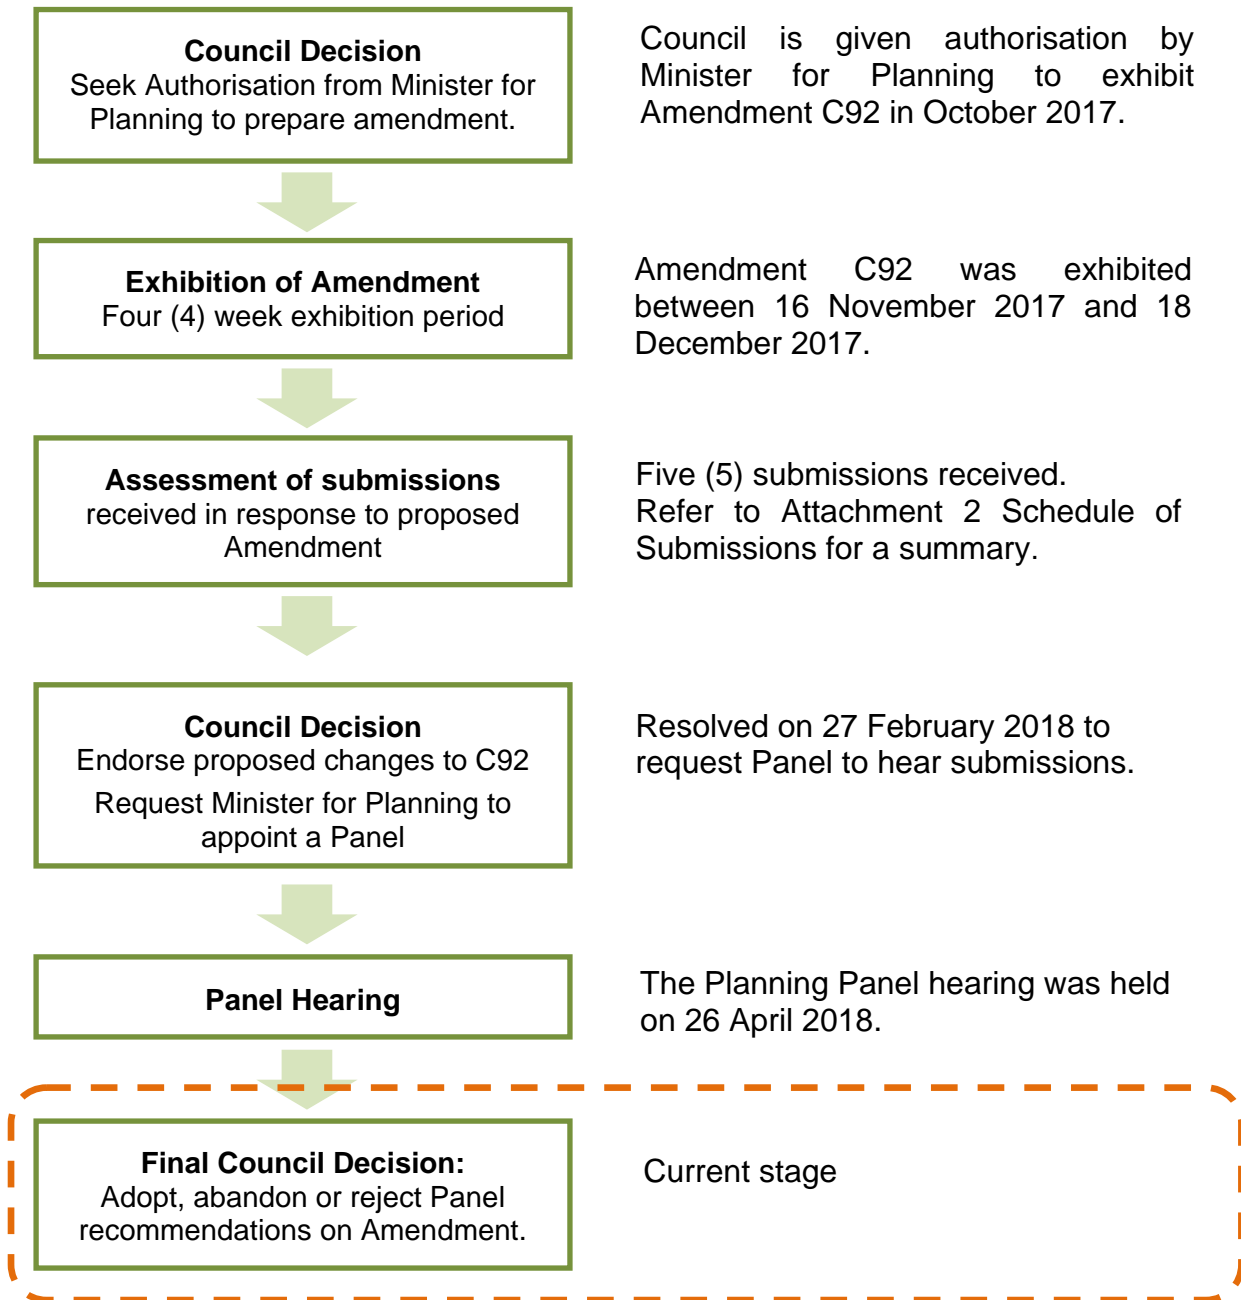 Council Decision
Seek Authorisation from Minister for
Planning to prepare amendment.
Council is given authorisation by
Minister for Planning to exhibit
Amendment C92 in October 2017.
Exhibition of Amendment
Four (4) week exhibition period
Amendment C92 was exhibited
between 16 November 2017 and 18
December 2017.
Assessment of submissions
received in response to proposed
Amendment
Five (5) submissions received.
Refer to Attachment 2 Schedule of
Submissions for a summary.
Council Decision
Endorse proposed changes to C92
Request Minister for Planning to
appoint a Panel
Resolved on 27 February 2018 to
request Panel to hear submissions.
Panel Hearing
The Planning Panel hearing was held
on 26 April 2018.
Final Council Decision:
Adopt, abandon or reject Panel
recommendations on Amendment.
Current stage